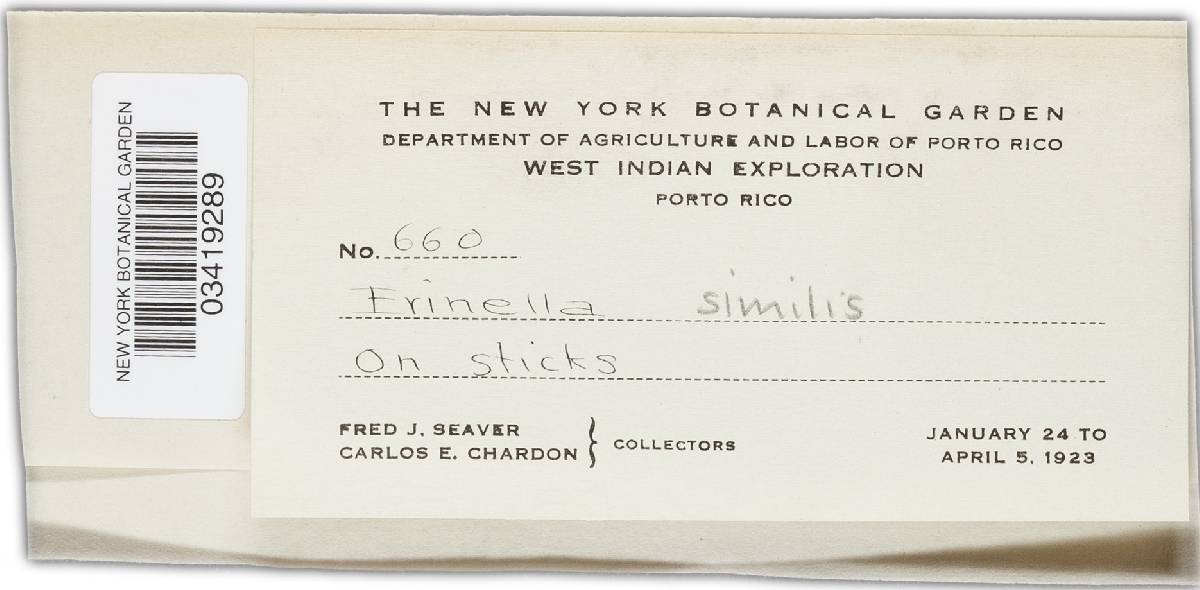 NEW YORK BOTANICAL GARDEN
03419289
THE NEW YORK BOTANICAL GARDEN
DEPARTMENT OF AGRICULTURE AND LABOR OF PORTO RICO
WEST INDIAN EXPLORATION
PORTO RICO
No. 660
Erinella similis
On sticks
FRED J. SEAVER
CARLOS E. CHARDON } COLLECTORS
JANUARY 24 TO
APRIL 5, 1923